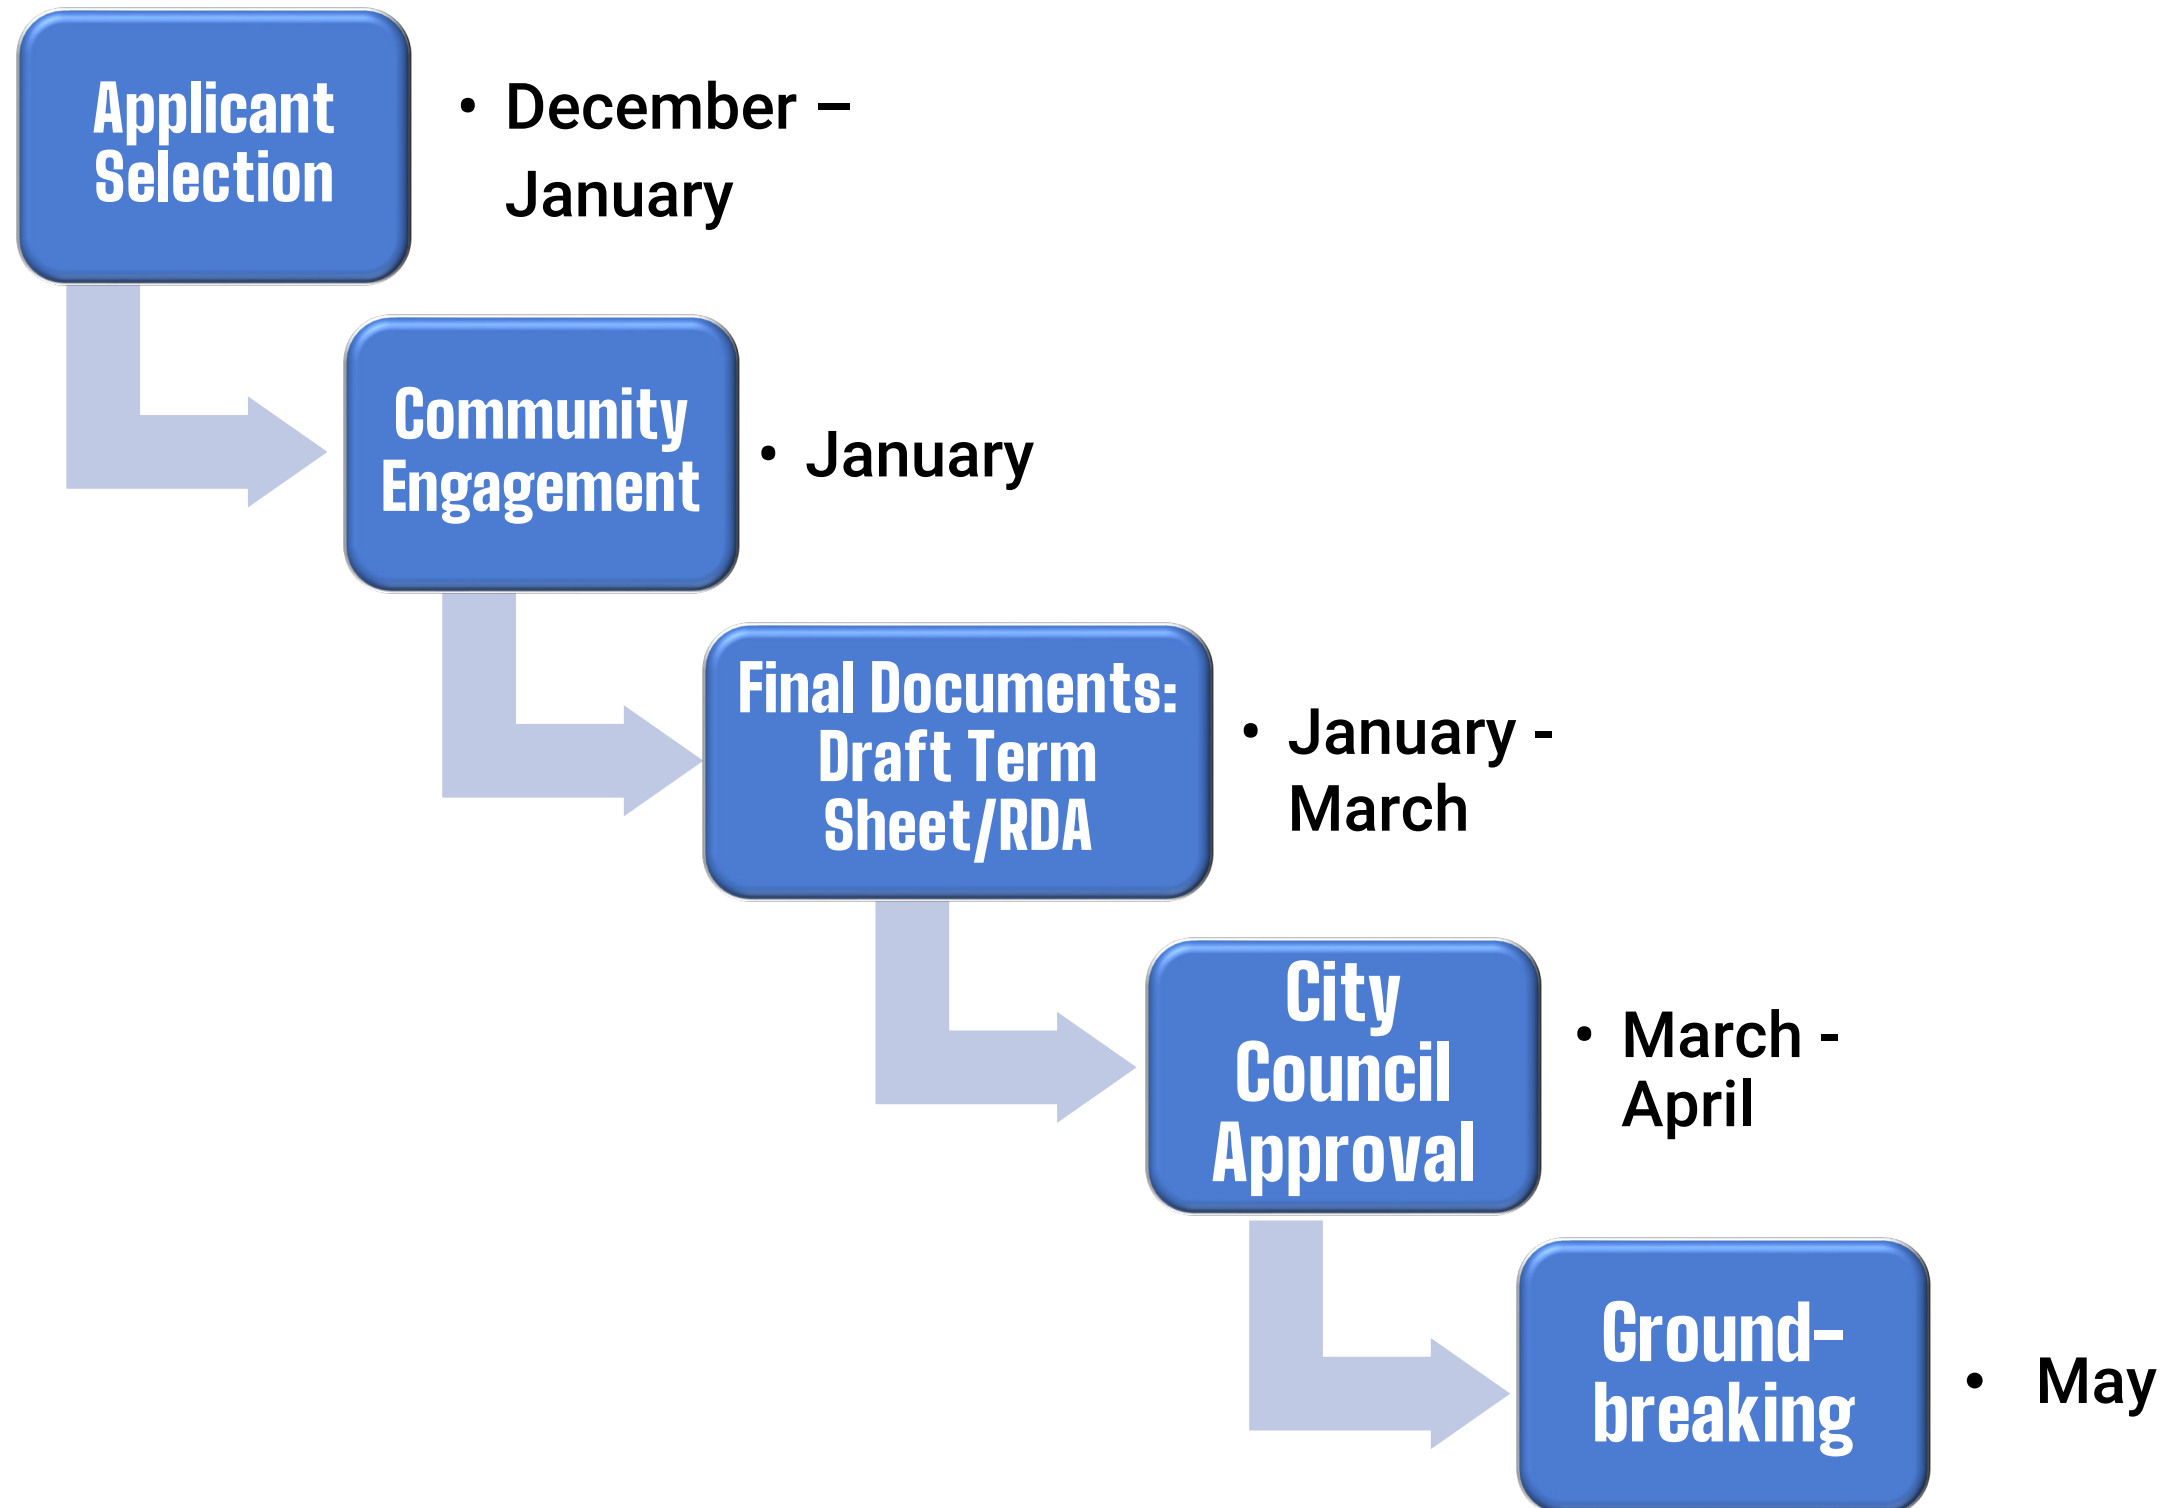 Applicant
Selection
• December –
January
Community
Engagement
• January
Final Documents:
Draft Term
Sheet/RDA
• January -
March
City
Council
Approval
• March -
April
Ground-
breaking
• May